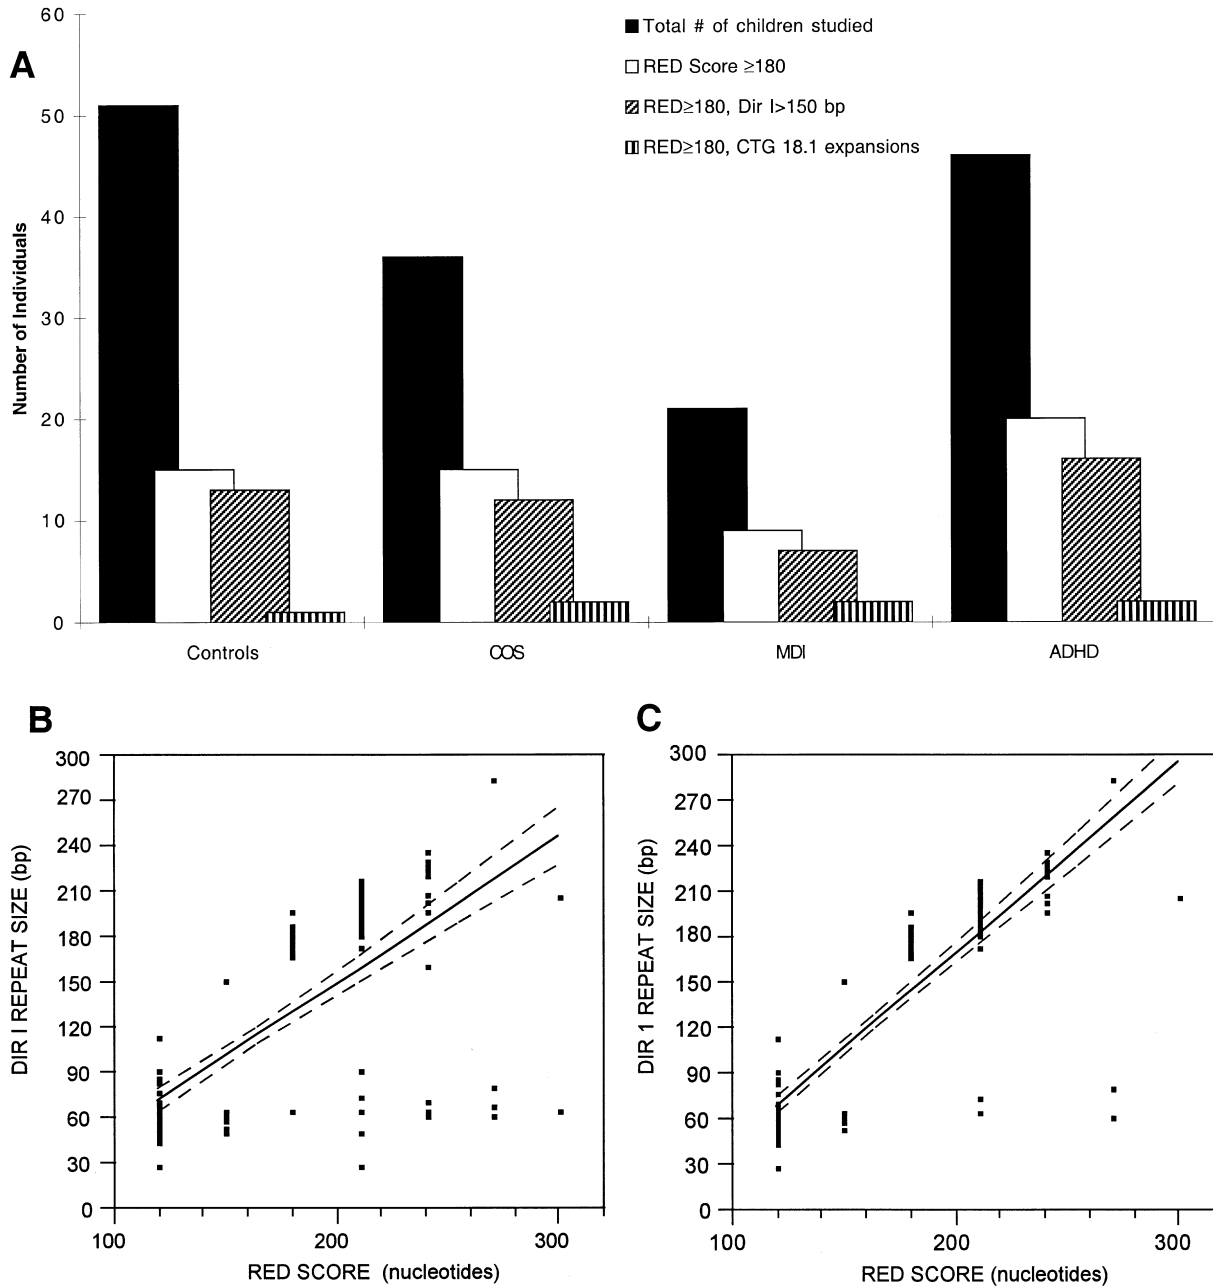 A
60
50
40
30
20
10
0
Number of Individuals
Total # of children studied
RED Score ≥180
RED≥180, Dir I>150 bp
RED≥180, CTG 18.1 expansions
Controls
COS
MDI
ADHD
B
300
270
240
210
180
150
120
90
60
30
0
DIR I REPEAT SIZE (bp)
100
200
300
RED SCORE (nucleotides)
C
300
270
240
210
180
150
120
90
60
30
0
DIR 1 REPEAT SIZE (bp)
100
200
300
RED SCORE (nucleotides)